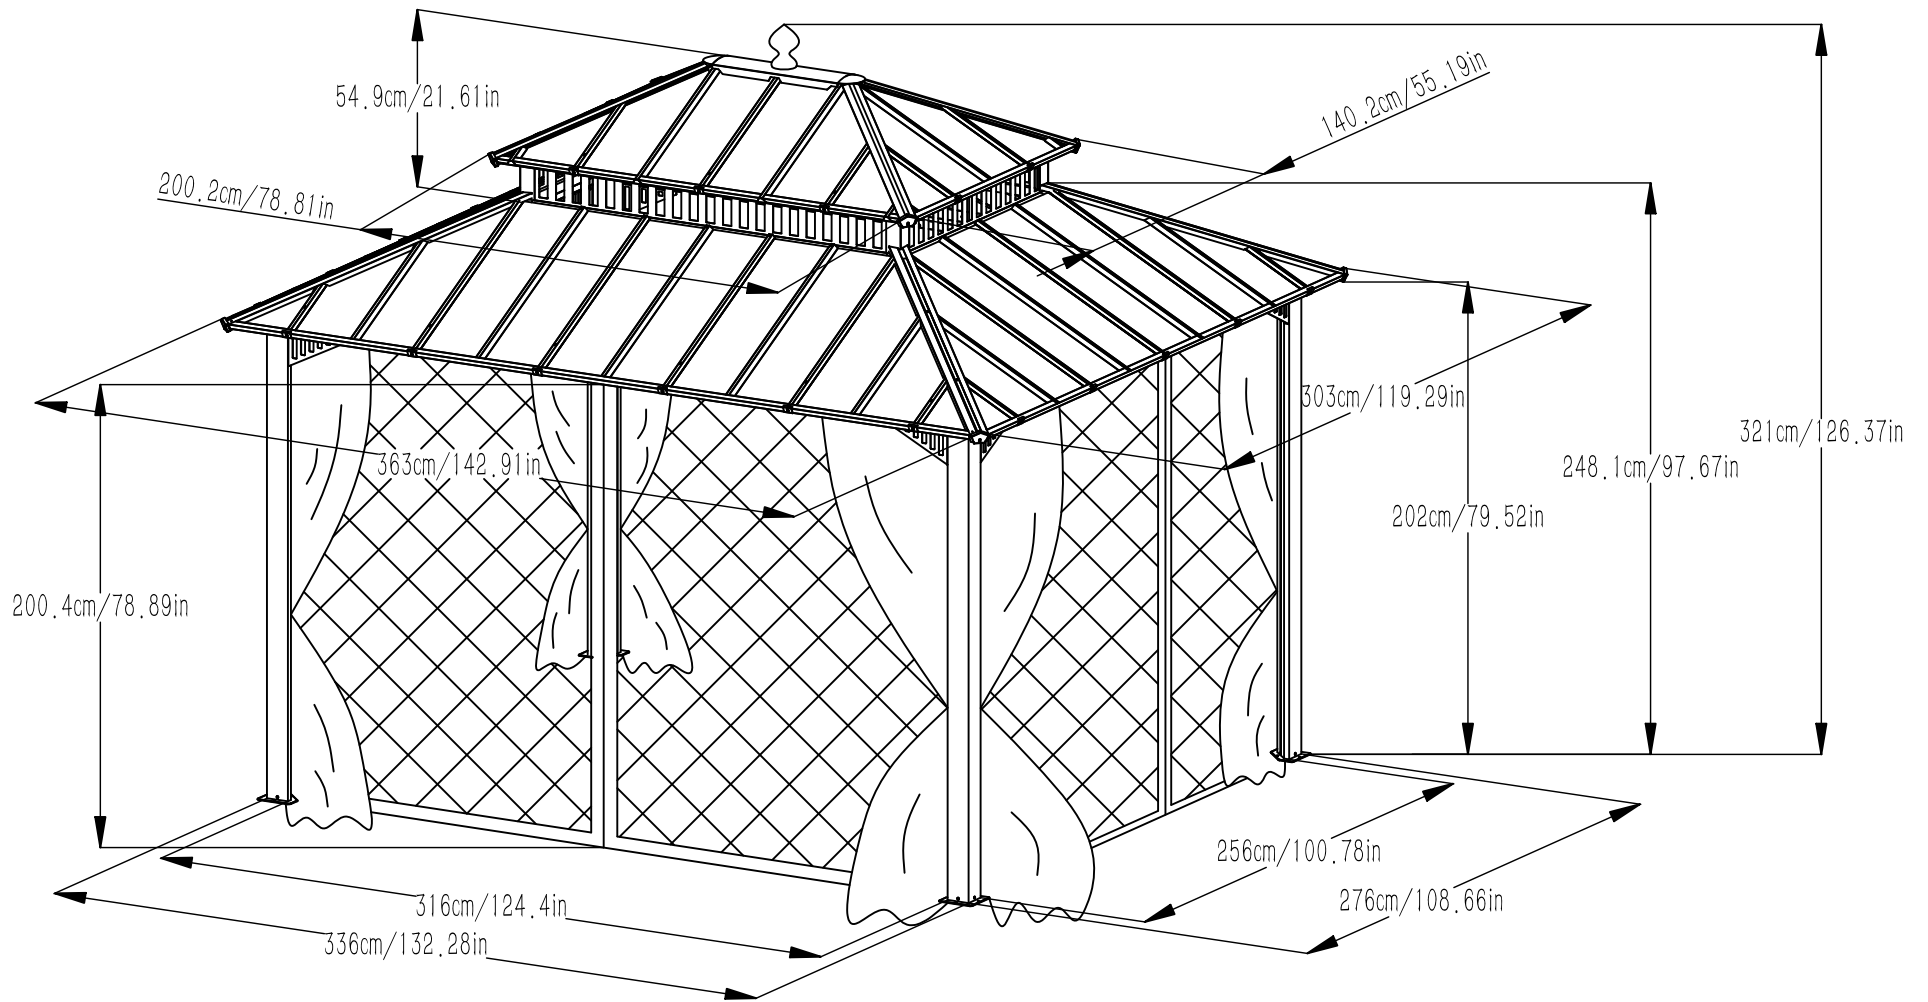 54.9cm/21.61in
140.2cm/55.19in
200.2cm/78.81in
303cm/119.29in
321cm/126.37in
363cm/142.91in
248.1cm/97.67in
202cm/79.52in
200.4cm/78.89in
256cm/100.78in
316cm/124.4in
276cm/108.66in
336cm/132.28in